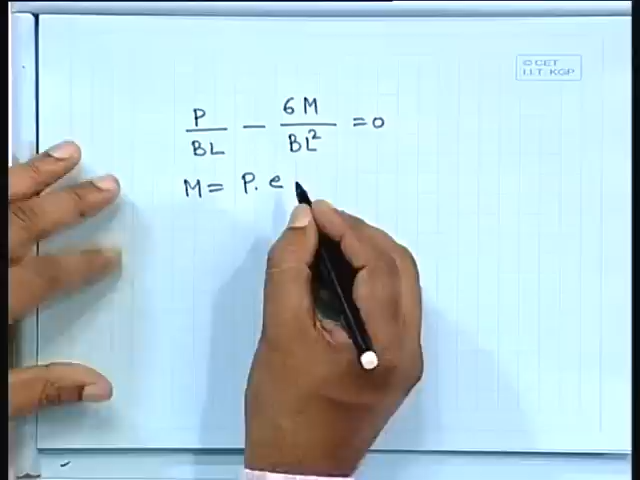 © CET
I.I.T. KGP
P/BL - 6M/BL² = 0
M = P. e